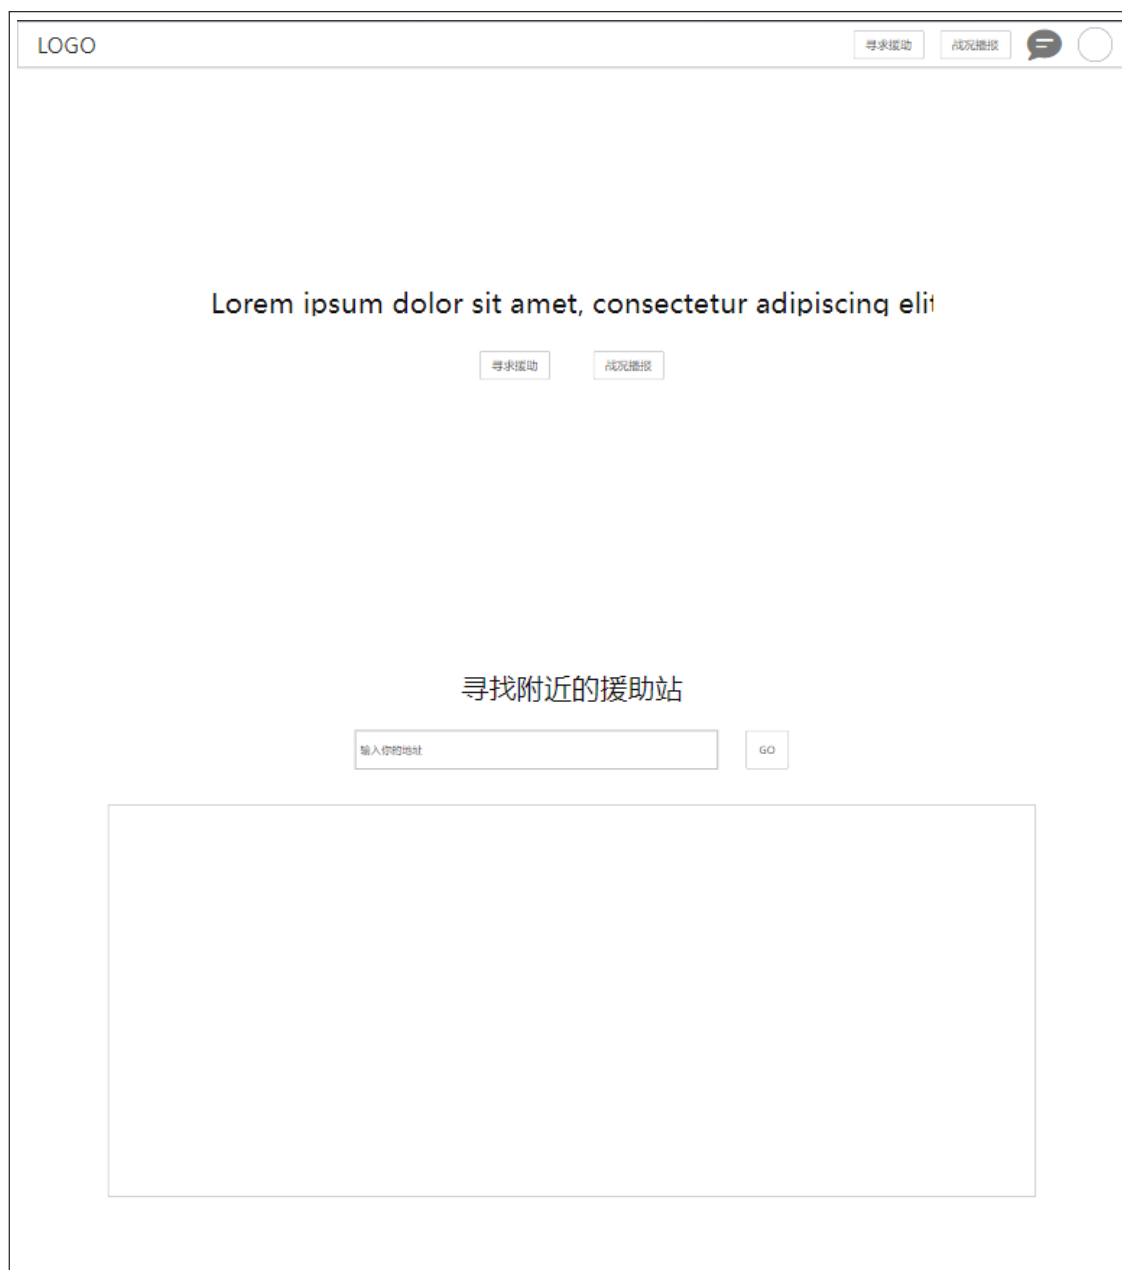 LOGO
寻求援助 战况播报
Lorem ipsum dolor sit amet, consectetur adipiscing elit
寻求援助 战况播报
寻找附近的援助站
输入你的地址 GO